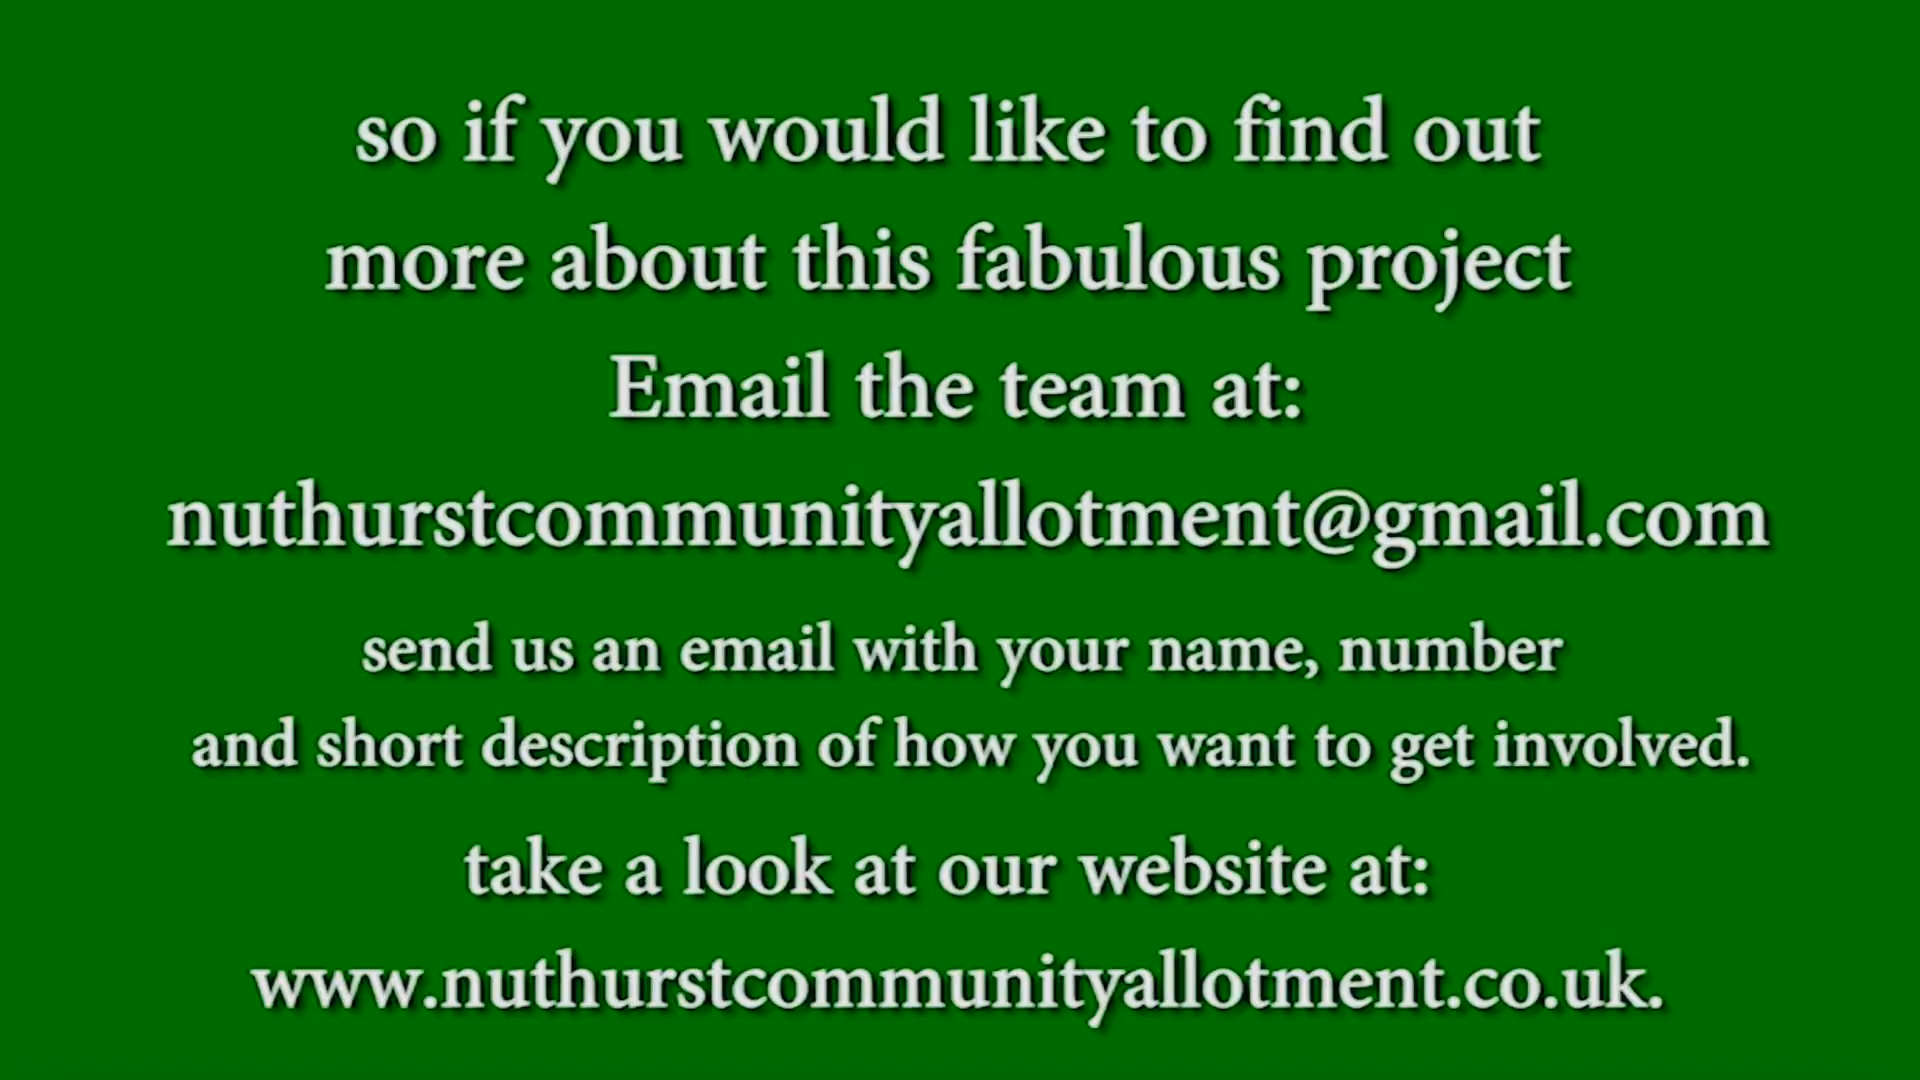 so if you would like to find out
more about this fabulous project
Email the team at:
nuthurstcommunityallotment@gmail.com
send us an email with your name, number
and short description of how you want to get involved.
take a look at our website at:
www.nuthurstcommunityallotment.co.uk.